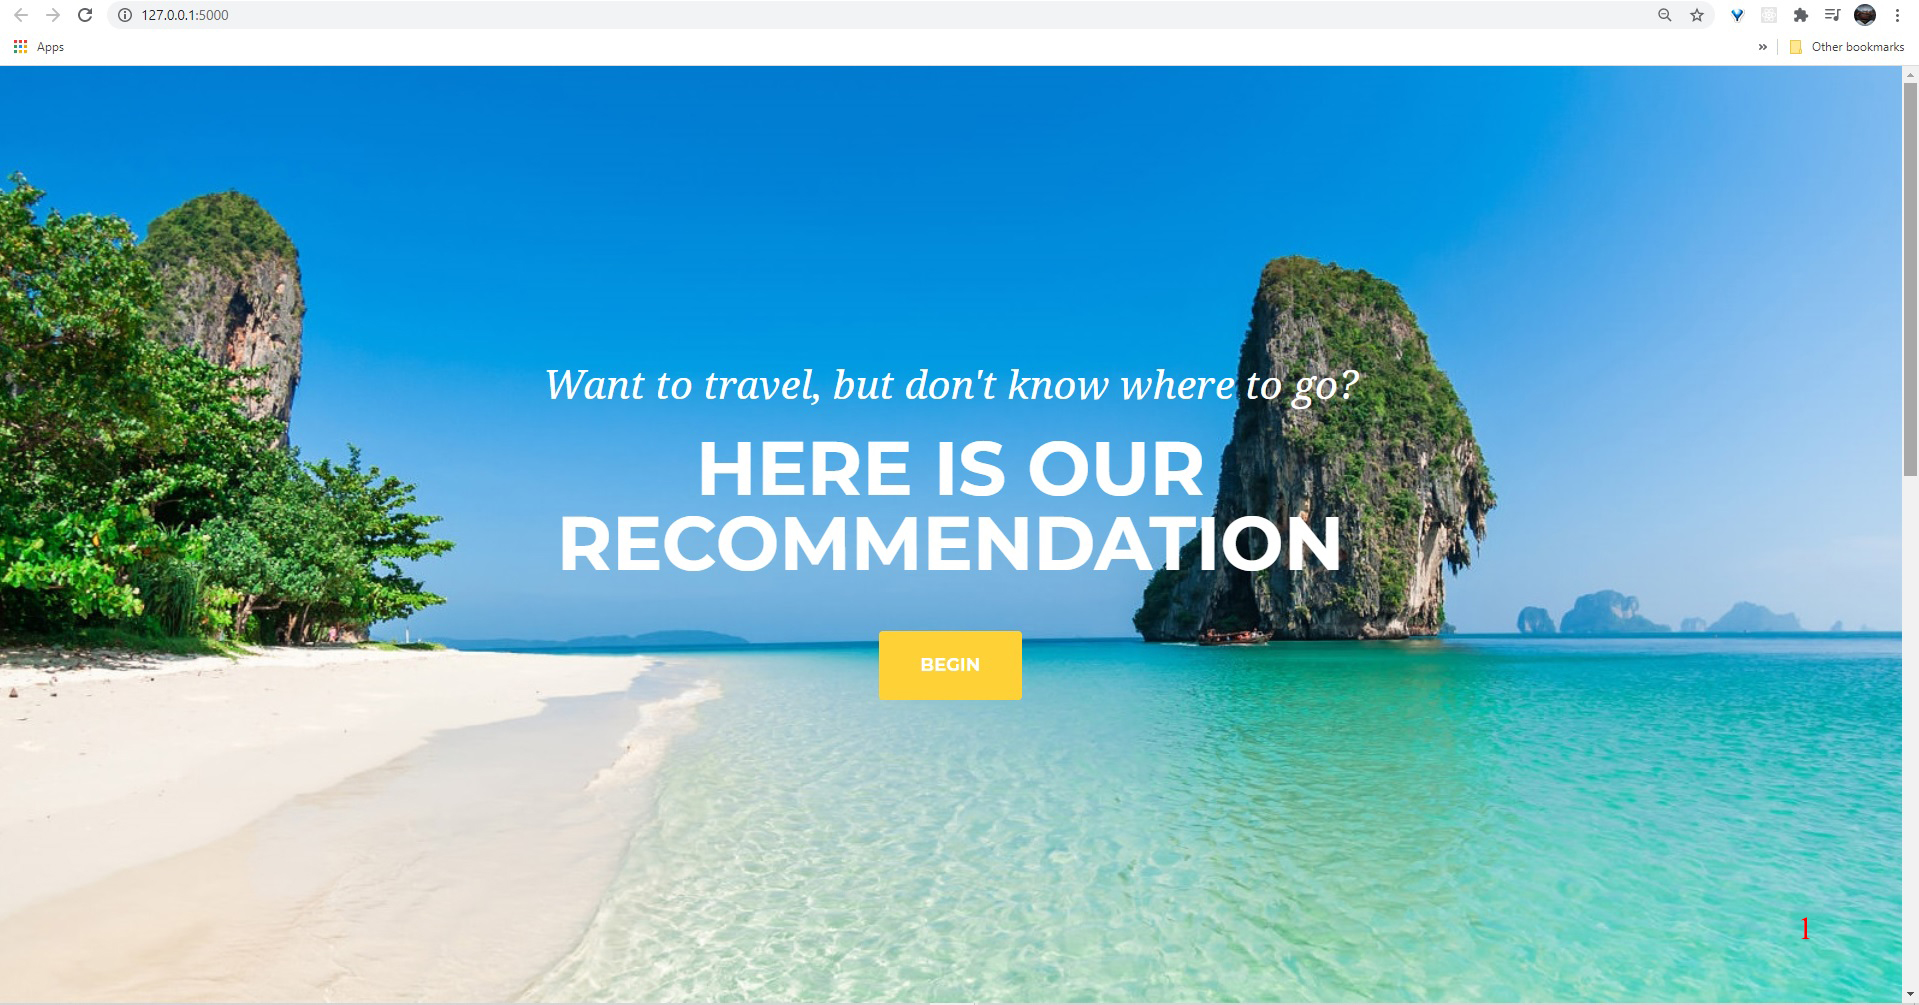 127.0.0.1:5000
Apps
»
Other bookmarks
Want to travel, but don't know where to go?
HERE IS OUR
RECOMMENDATION
BEGIN
1